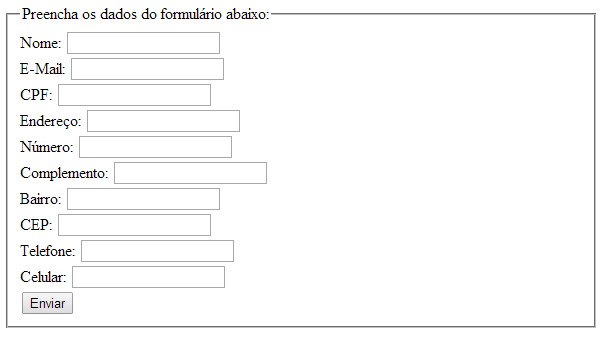 Preencha os dados do formulário abaixo:
Nome:
E-Mail:
CPF:
Endereço:
Número:
Complemento:
Bairro:
CEP:
Telefone:
Celular:
Enviar